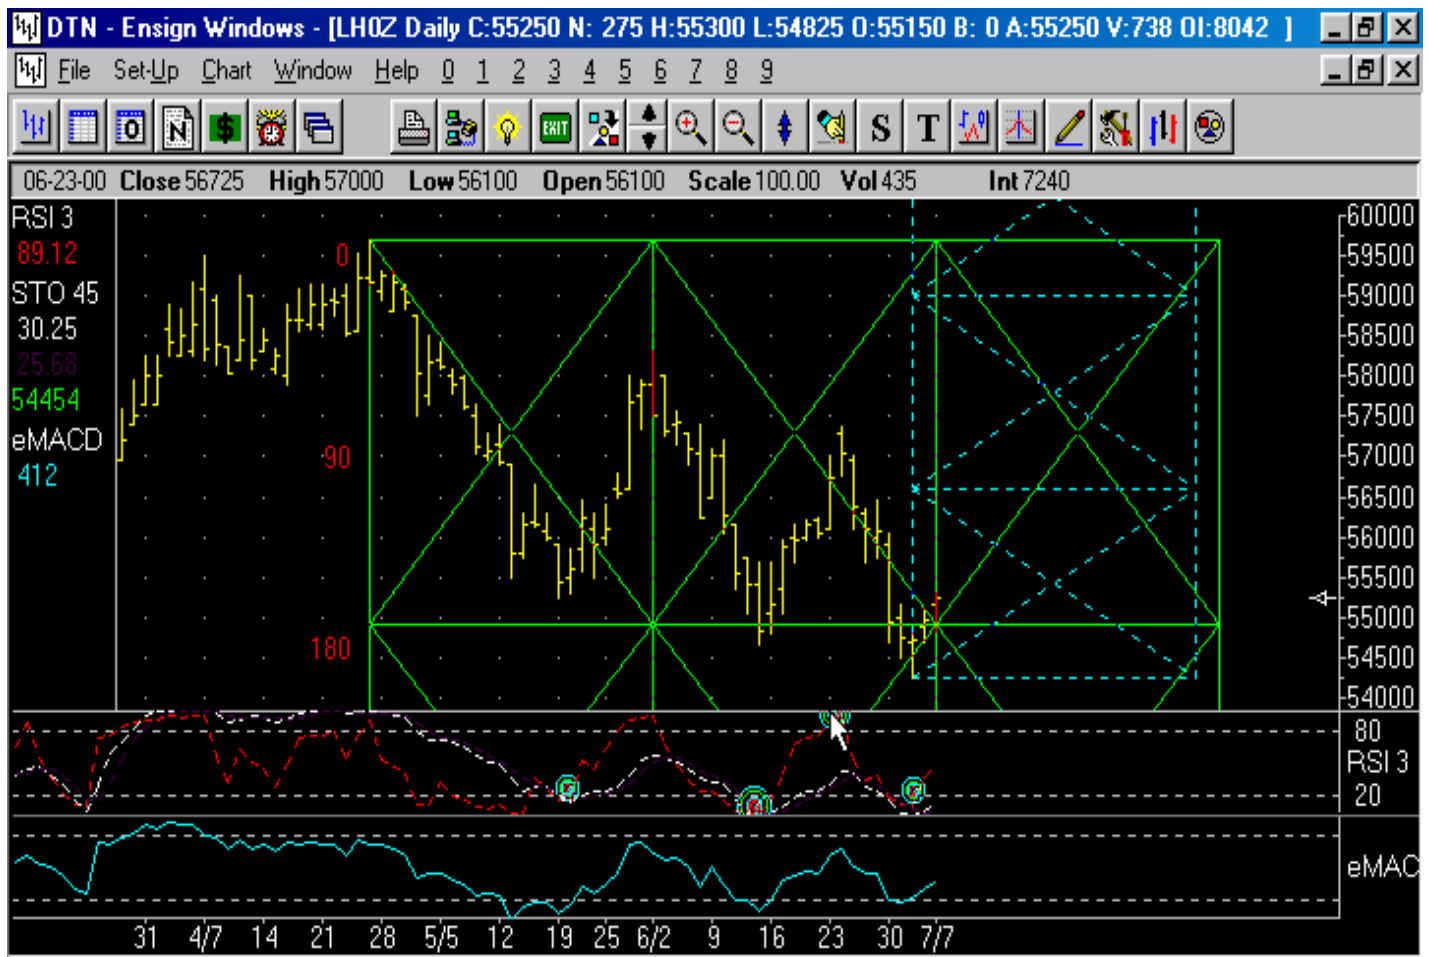 DTN - Ensign Windows - [LH0Z Daily C:55250 N: 275 H:55300 L:54825 O:55150 B: 0 A:55250 V:738 OI:8042 ]
File Set-Up Chart Window Help 0 1 2 3 4 5 6 7 8 9
O N $ EXIT S T
06-23-00 Close 56725 High 57000 Low 56100 Open 56100 Scale 100.00 Vol 435 Int 7240
RSI 3
89.12
STO 45
30.25
25.68
54454
eMACD
412
0
90
180
60000
59500
59000
58500
58000
57500
57000
56500
56000
55500
55000
54500
54000
80
RSI 3
20
eMAC
31 4/7 14 21 28 5/5 12 19 25 6/2 9 16 23 30 7/7